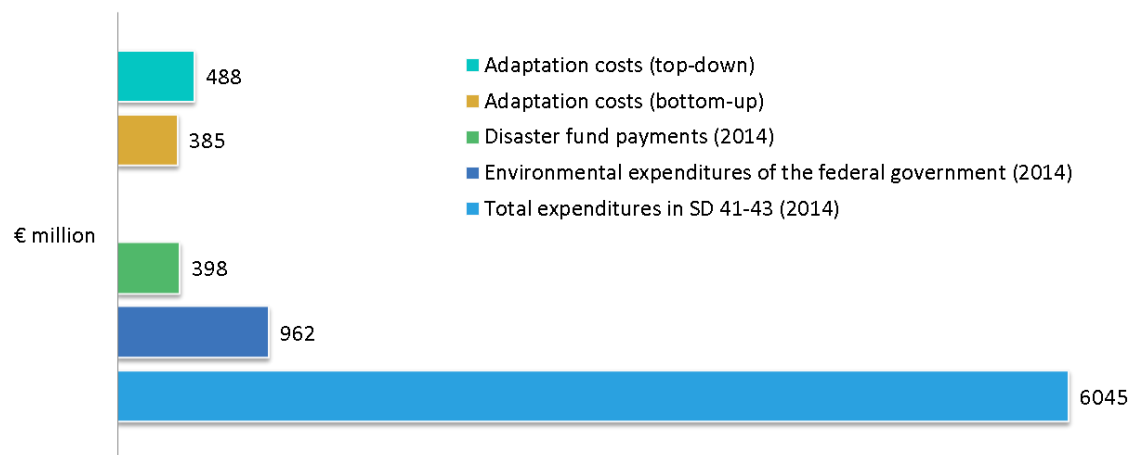 488
Adaptation costs (top-down)
385
Adaptation costs (bottom-up)
Disaster fund payments (2014)
Environmental expenditures of the federal government (2014)
Total expenditures in SD 41-43 (2014)
€ million
398
962
6045